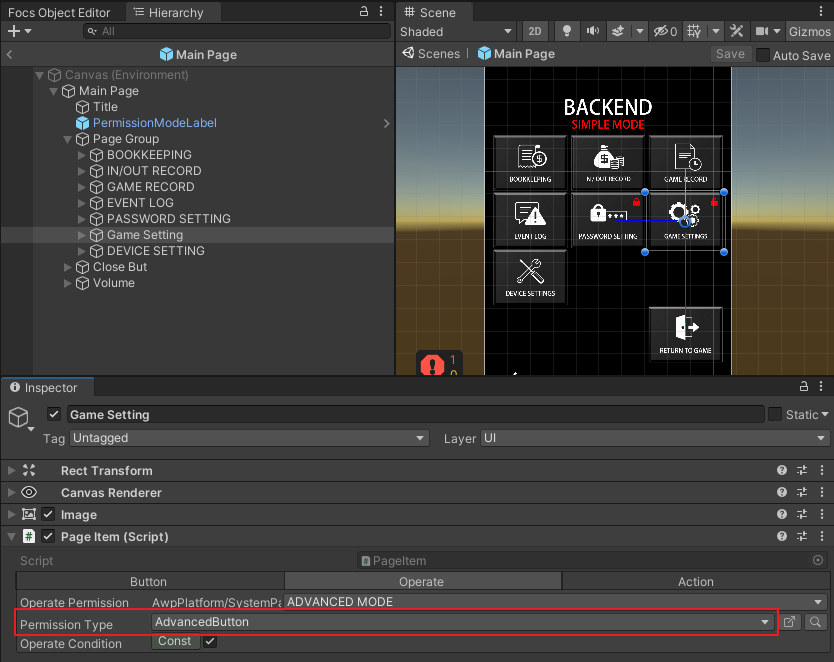 Focs Object Editor
Hierarchy
All
Main Page
Canvas (Environment)
Main Page
Title
PermissionModeLabel
Page Group
BOOKKEEPING
IN/OUT RECORD
GAME RECORD
EVENT LOG
PASSWORD SETTING
Game Setting
DEVICE SETTING
Close But
Volume
Scene
Shaded
2D
0
Gizmos
Scenes
Main Page
Save
Auto Save
BACKEND
SIMPLE MODE
BOOKKEEPING
IN / OUT RECORD
GAME RECORD
EVENT LOG
PASSWORD SETTING
GAME SETTINGS
DEVICE SETTINGS
RETURN TO GAME
1
Inspector
Game Setting
Static
Tag
Untagged
Layer
UI
Rect Transform
Canvas Renderer
Image
Page Item (Script)
Script
PageItem
Button
Operate
Action
Operate Permission
AwpPlatform/SystemPa
ADVANCED MODE
Permission Type
AdvancedButton
Operate Condition
Const